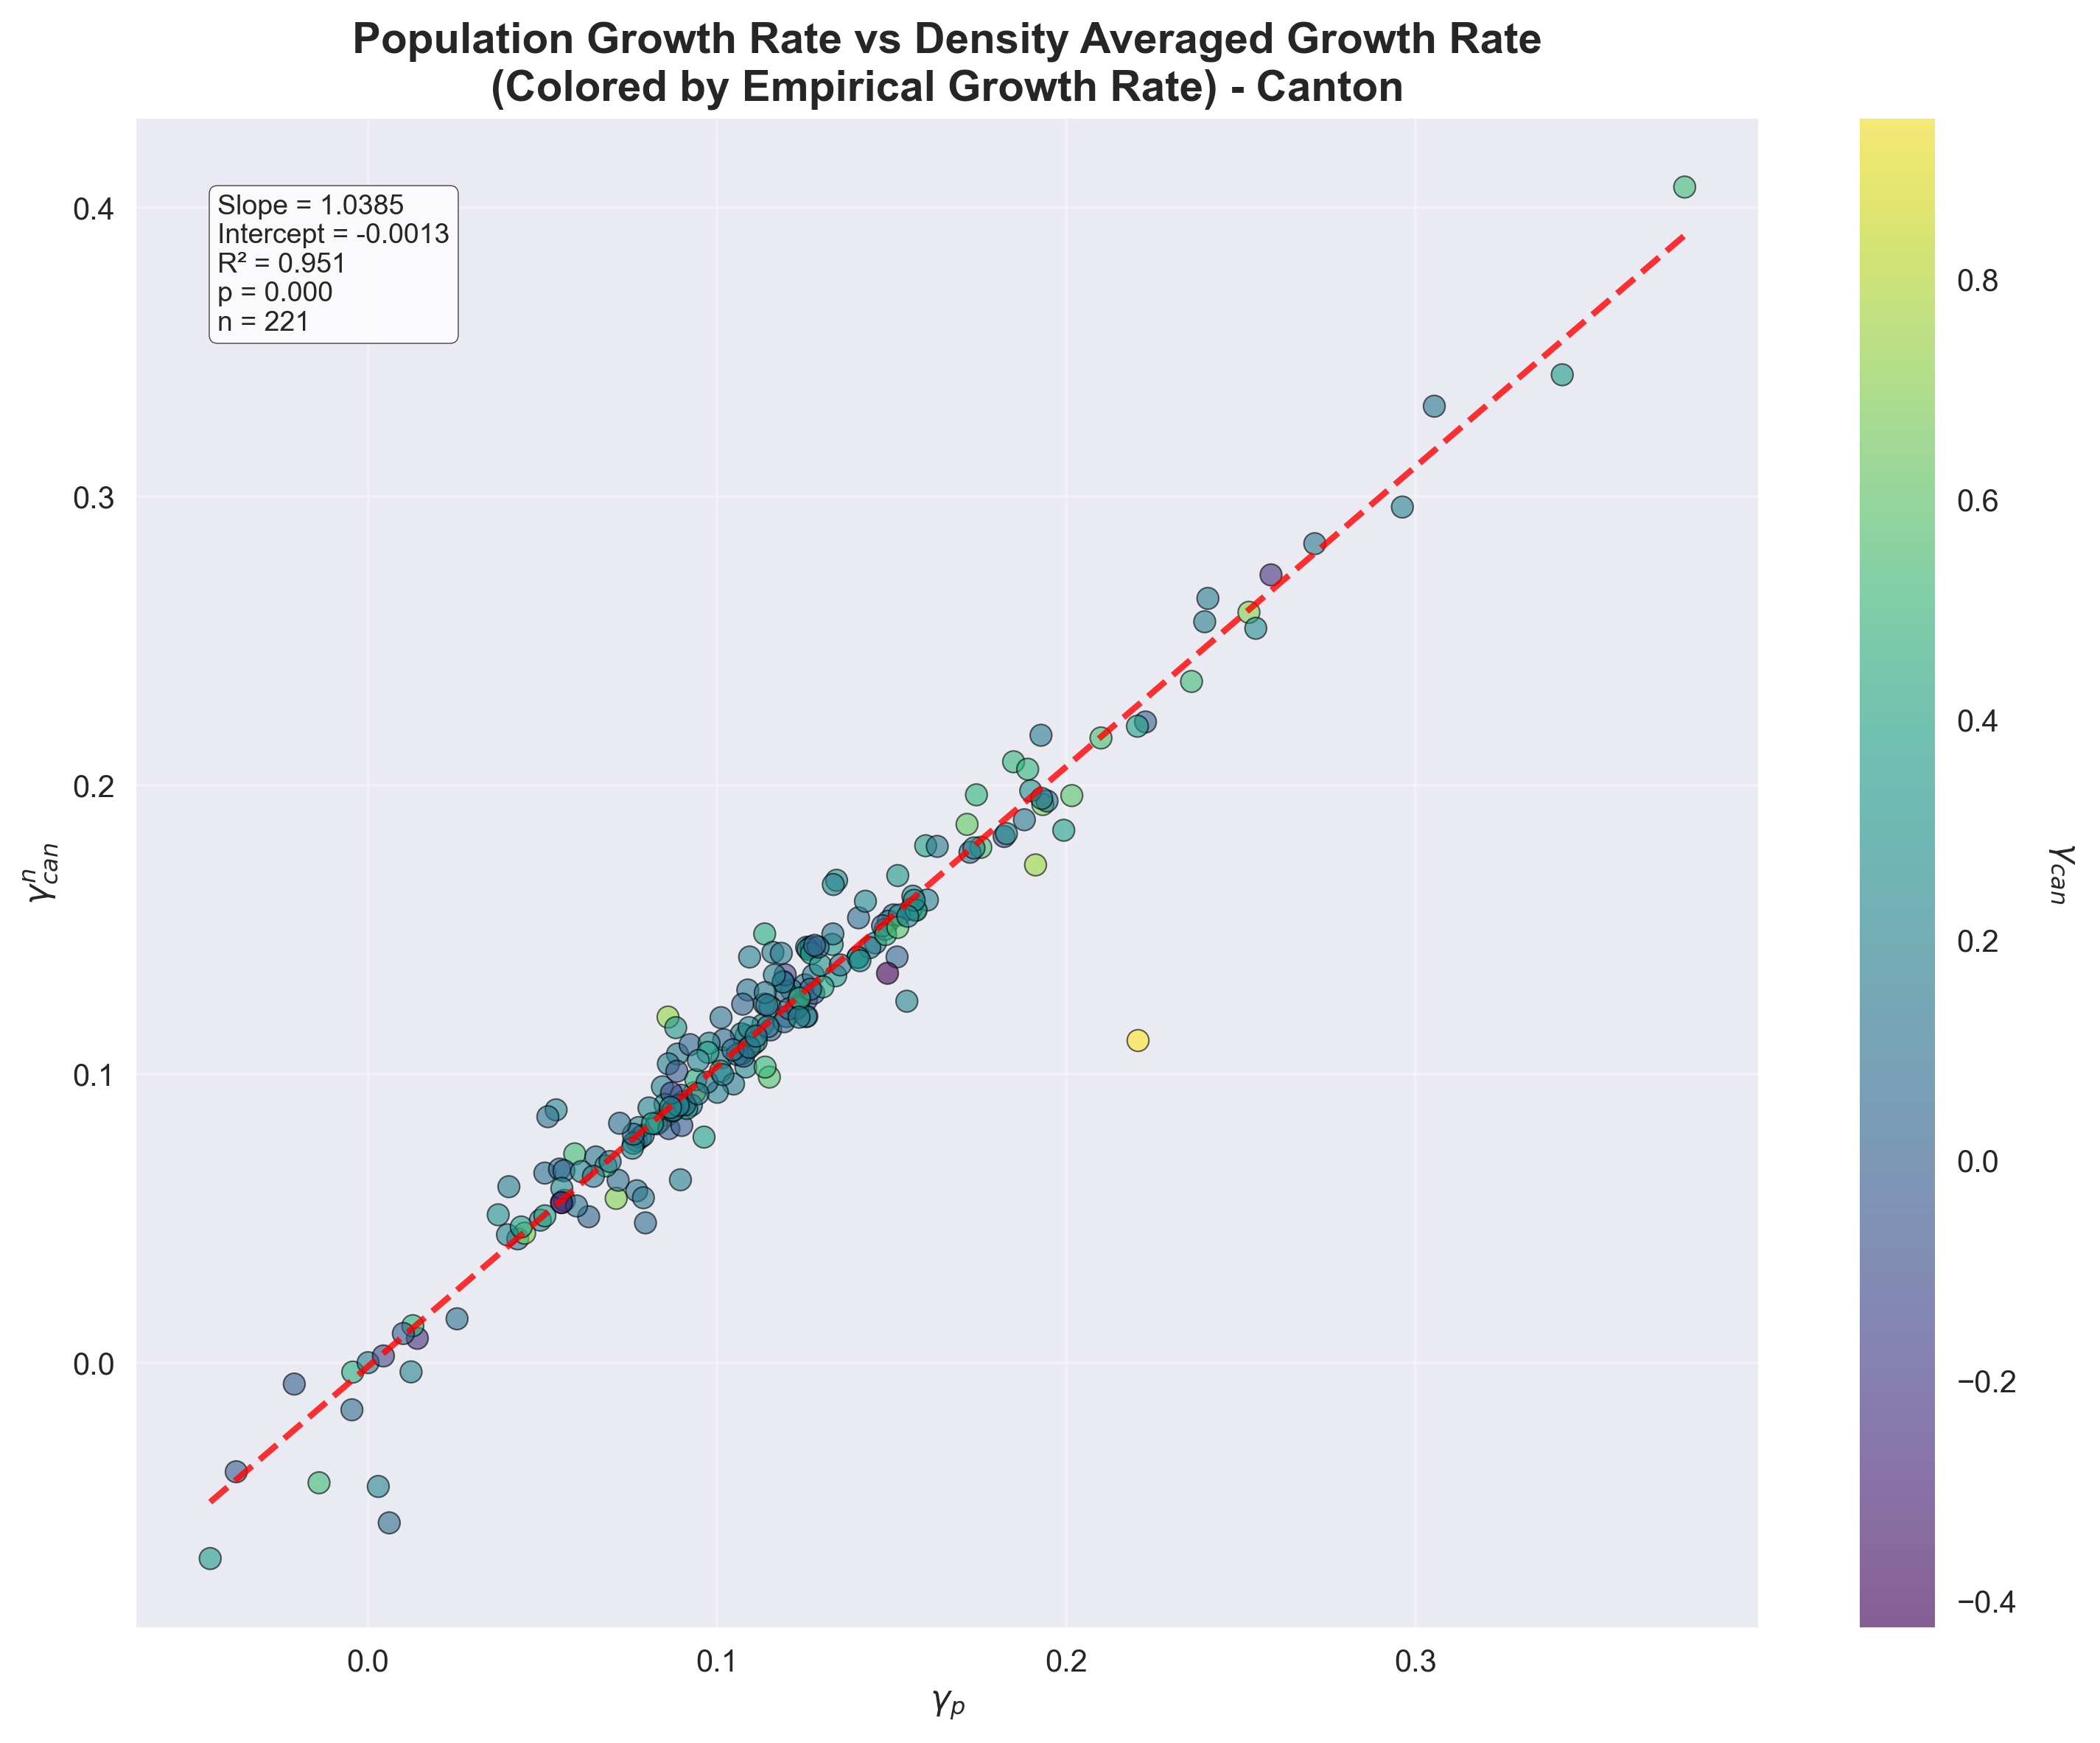 Population Growth Rate vs Density Averaged Growth Rate
(Colored by Empirical Growth Rate) - Canton
Slope = 1.0385
Intercept = -0.0013
R² = 0.951
p = 0.000
n = 221
0.4
0.3
0.2
0.1
0.0
γⁿ_can
0.0
0.1
0.2
0.3
γₚ
0.8
0.6
0.4
0.2
0.0
−0.2
−0.4
γ_can